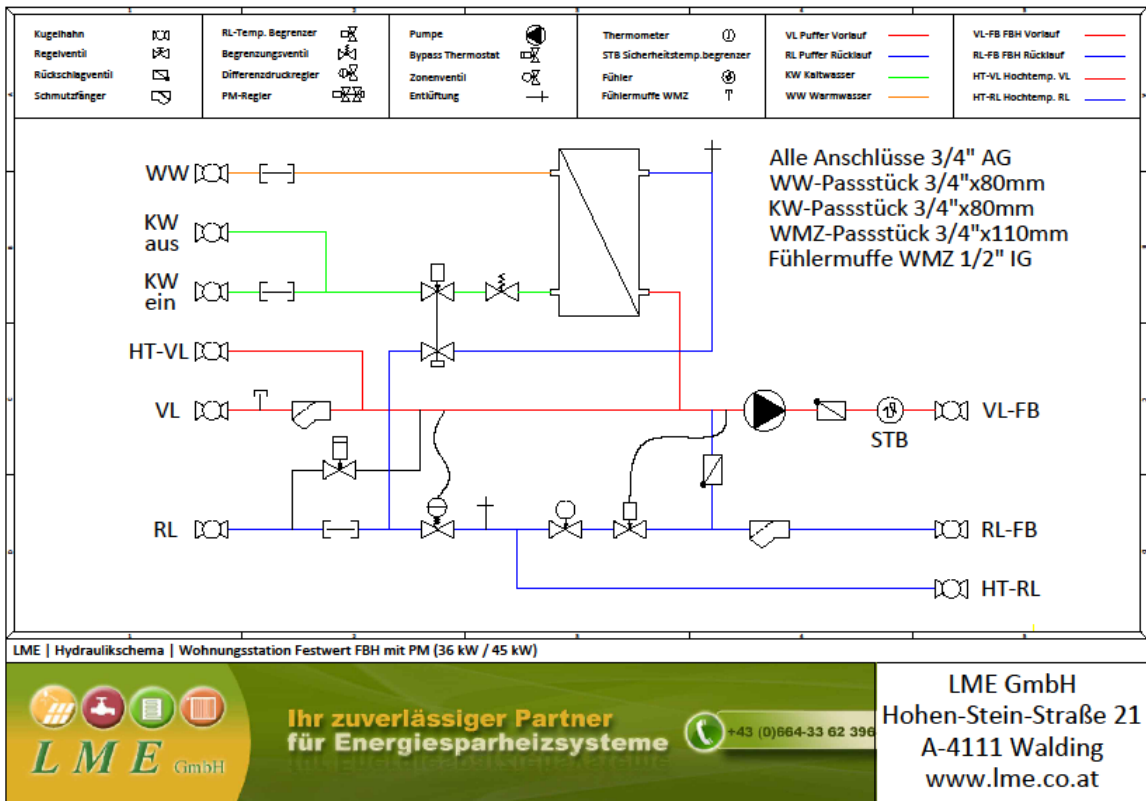 Kugelhahn
Regelventil
Rückschlagventil
Schmutzfänger
RL-Temp. Begrenzer
Begrenzungsventil
Differenzdruckregler
PM-Regler
Pumpe
Bypass Thermostat
Zonenventil
Entlüftung
Thermometer
STB Sicherheitstemp.begrenzer
Fühler
Fühlermuffe WMZ
VL Puffer Vorlauf
RL Puffer Rücklauf
KW Kaltwasser
WW Warmwasser
VL-FB FBH Vorlauf
RL-FB FBH Rücklauf
HT-VL Hochtemp. VL
HT-RL Hochtemp. RL
WW
KW
aus
KW
ein
HT-VL
VL
RL
Alle Anschlüsse 3/4" AG
WW-Passstück 3/4"x80mm
KW-Passstück 3/4"x80mm
WMZ-Passstück 3/4"x110mm
Fühlermuffe WMZ 1/2" IG
VL-FB
STB
RL-FB
HT-RL
LME | Hydraulikschema | Wohnungsstation Festwert FBH mit PM (36 kW / 45 kW)
L M E GmbH
Ihr zuverlässiger Partner
für Energiesparheizsysteme
+43 (0)664-33 62 396
LME GmbH
Hohen-Stein-Straße 21
A-4111 Walding
www.lme.co.at